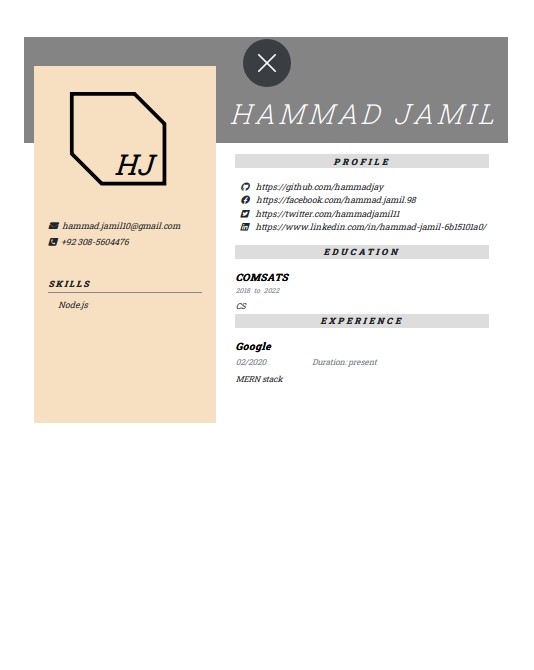 HAMMAD JAMIL
HJ
hammad.jamil10@gmail.com
+92 308-5604476
SKILLS
Node.js
PROFILE
https://github.com/hammadjay
https://facebook.com/hammad.jamil.98
https://twitter.com/hammadjamil11
https://www.linkedin.com/in/hammad-jamil-6b15101a0/
EDUCATION
COMSATS
2018 to 2022
CS
EXPERIENCE
Google
02/2020 Duration: present
MERN stack